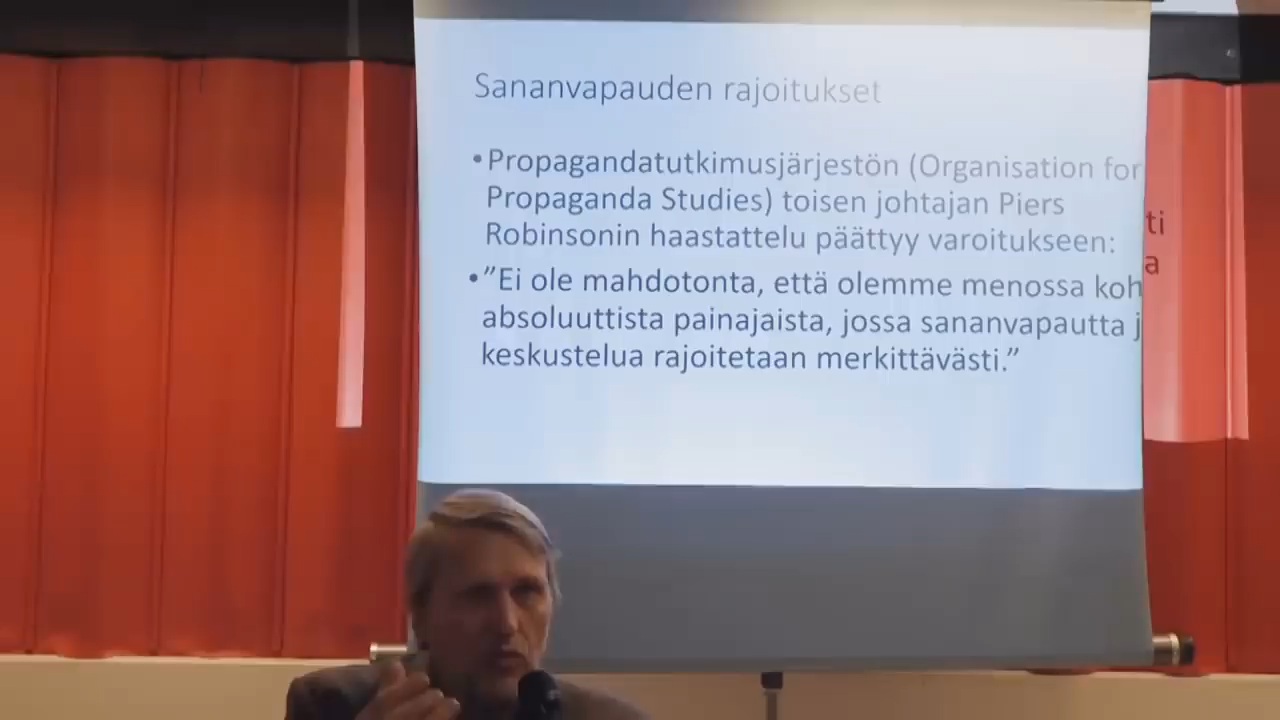 Sananvapauden rajoitukset
• Propagandatutkimusjärjestön (Organisation for
Propaganda Studies) toisen johtajan Piers
Robinsonin haastattelu päättyy varoitukseen:
• ”Ei ole mahdotonta, että olemme menossa koh
absoluuttista painajaista, jossa sananvapautta j
keskustelua rajoitetaan merkittävästi.”
ti
a